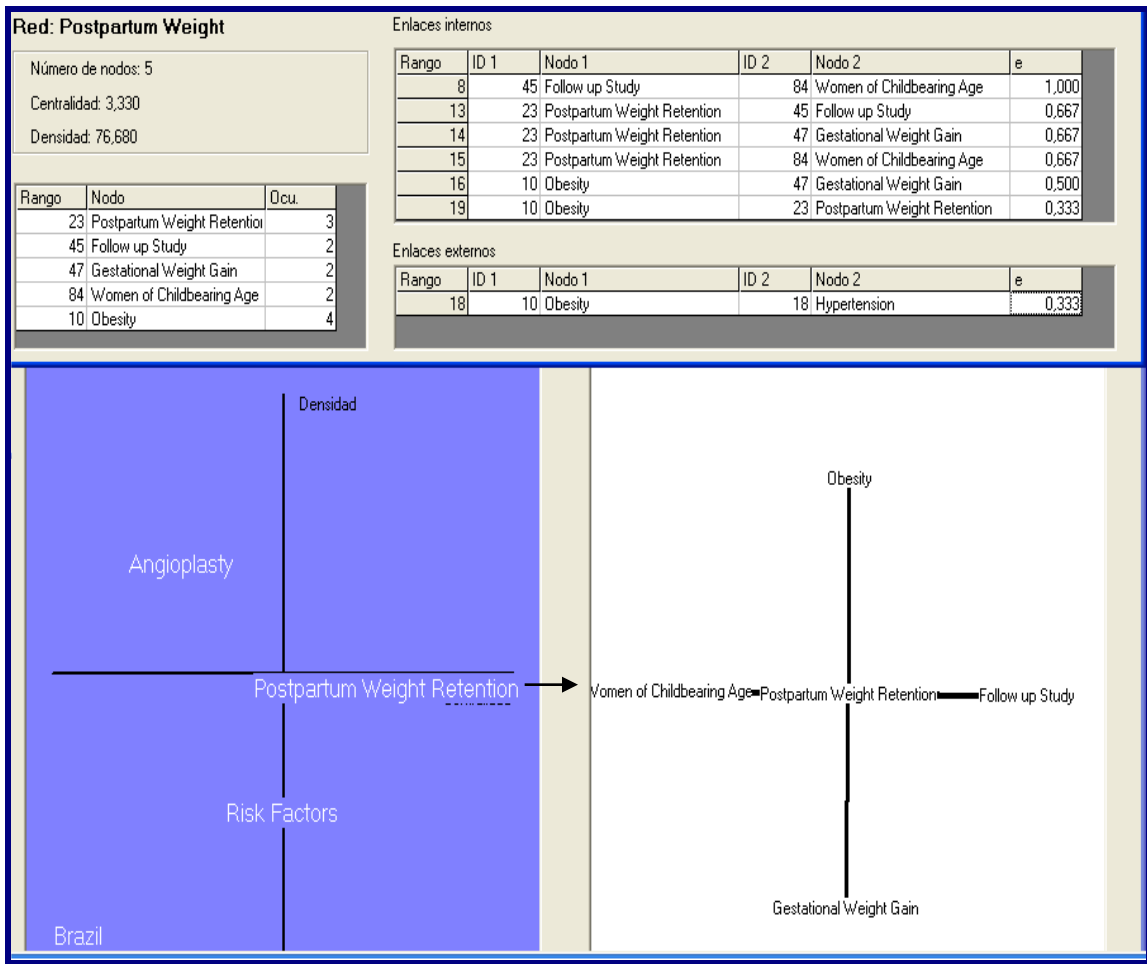 Red: Postpartum Weight
Número de nodos: 5
Centralidad: 3,330
Densidad: 76,680
Rango Nodo Ocu.
23 Postpartum Weight Retention 3
45 Follow up Study 2
47 Gestational Weight Gain 2
84 Women of Childbearing Age 2
10 Obesity 4
Enlaces internos
Rango ID 1 Nodo 1 ID 2 Nodo 2 e
8 45 Follow up Study 84 Women of Childbearing Age 1,000
13 23 Postpartum Weight Retention 45 Follow up Study 0,667
14 23 Postpartum Weight Retention 47 Gestational Weight Gain 0,667
15 23 Postpartum Weight Retention 84 Women of Childbearing Age 0,667
16 10 Obesity 47 Gestational Weight Gain 0,500
19 10 Obesity 23 Postpartum Weight Retention 0,333
Enlaces externos
Rango ID 1 Nodo 1 ID 2 Nodo 2 e
18 10 Obesity 18 Hypertension 0,333
Densidad
Angioplasty
Postpartum Weight Retention
Risk Factors
Brazil
Obesity
Women of Childbearing Age Postpartum Weight Retention Follow up Study
Gestational Weight Gain